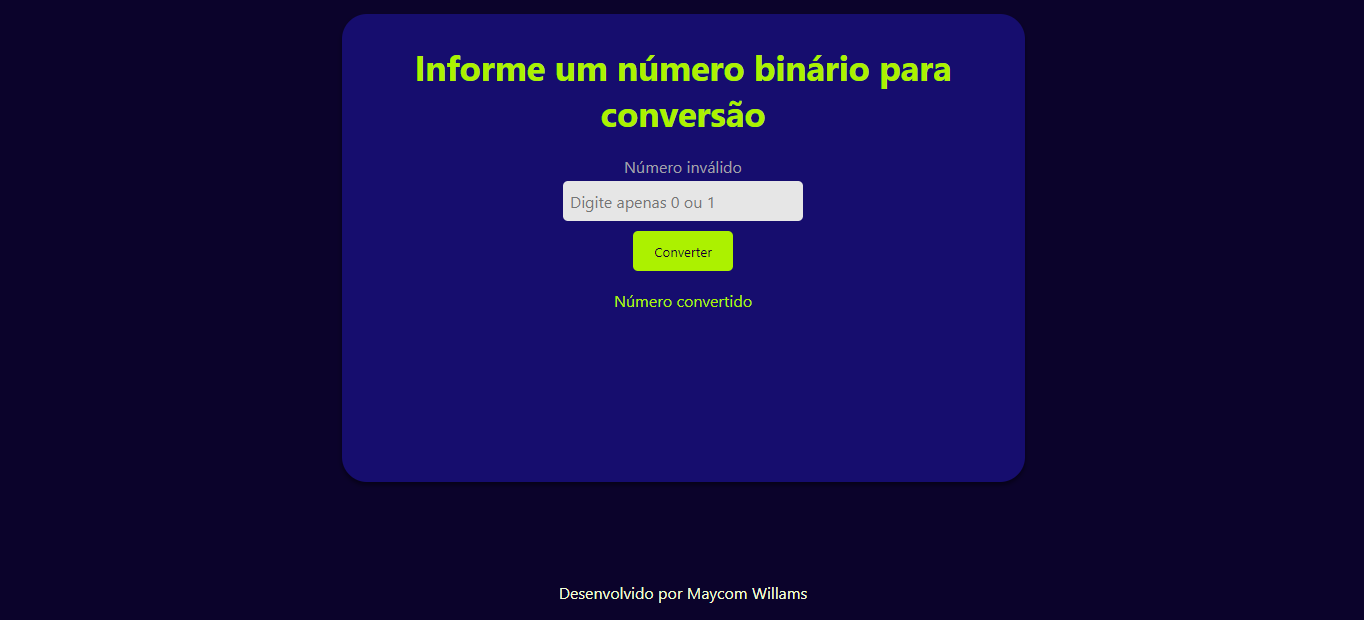 Informe um número binário para
conversão
Número inválido
Digite apenas 0 ou 1
Converter
Número convertido
Desenvolvido por Maycom Willams